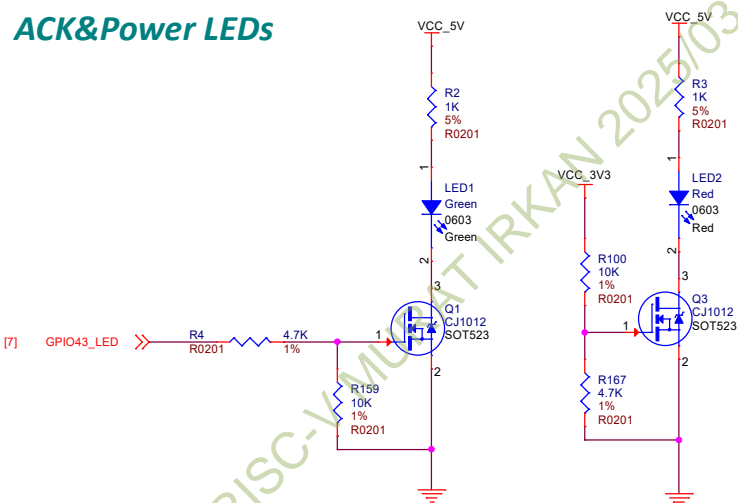 ACK&Power LEDs
VCC_5V
R2
1K
5%
R0201
1
LED1
Green
0603
Green
2
3
Q1
CJ1012
SOT523
1
2
[7]
GPIO43_LED
R4
4.7K
R0201
1%
R159
10K
1%
R0201
VCC_5V
R3
1K
5%
R0201
1
LED2
Red
0603
Red
2
VCC_3V3
R100
10K
1%
R0201
3
Q3
CJ1012
SOT523
1
2
R167
4.7K
1%
R0201
RISC-V MURAT IRKAN 2025/03